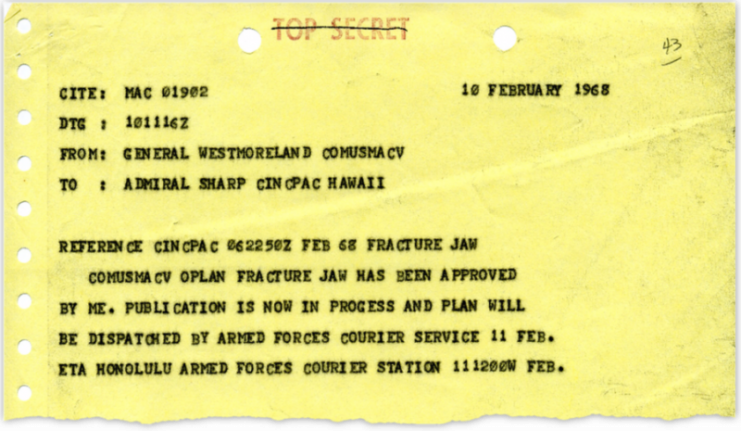 TOP SECRET
43
CITE: MAC 01902 10 FEBRUARY 1968
DTG : 101116Z
FROM: GENERAL WESTMORELAND COMUSMACV
TO : ADMIRAL SHARP CINCPAC HAWAII
REFERENCE CINCPAC 062250Z FEB 68 FRACTURE JAW
COMUSMACV OPLAN FRACTURE JAW HAS BEEN APPROVED
BY ME. PUBLICATION IS NOW IN PROGESS AND PLAN WILL
BE DISPATCHED BY ARMED FORCES COURIER SERVICE 11 FEB.
ETA HONOLULU ARMED FORCES COURIER STATION 111200W FEB.